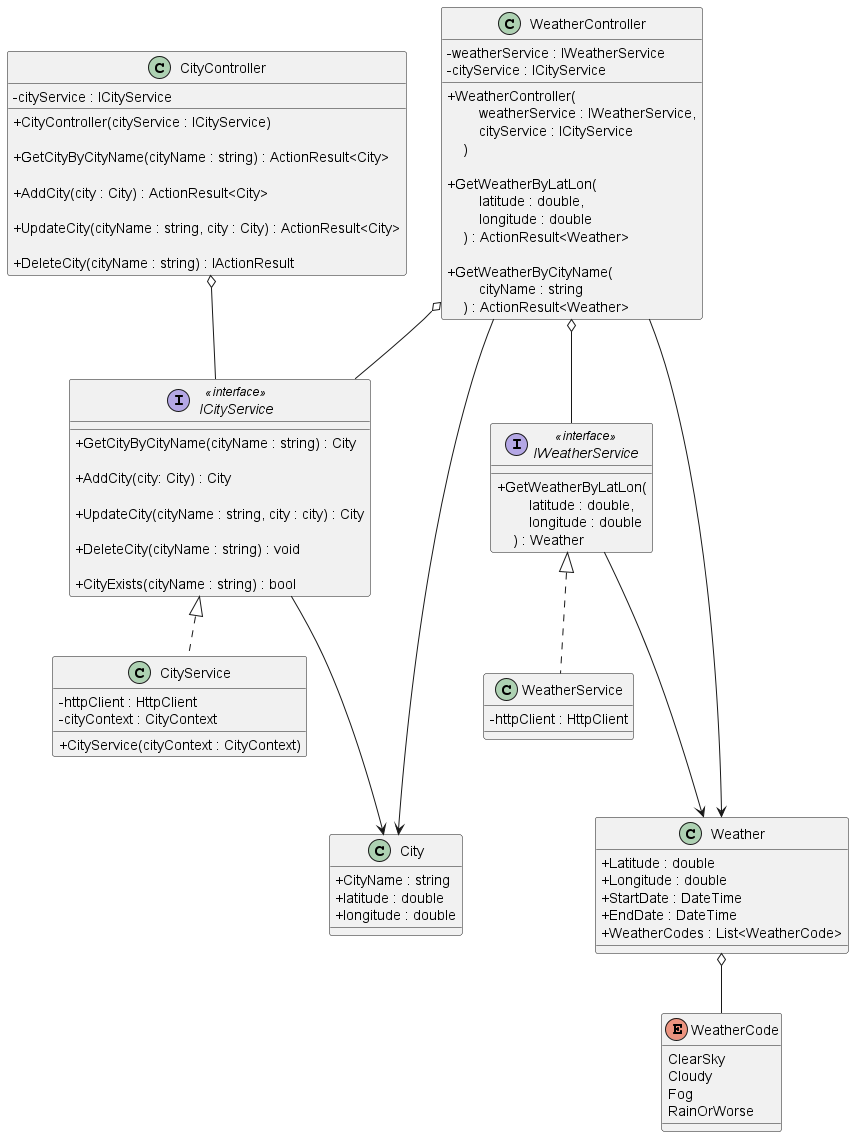 C CityController
-cityService : ICityService
+CityController(cityService : ICityService)
+GetCityByCityName(cityName : string) : ActionResult<City>
+AddCity(city : City) : ActionResult<City>
+UpdateCity(cityName : string, city : City) : ActionResult<City>
+DeleteCity(cityName : string) : IActionResult
C WeatherController
-weatherService : IWeatherService
-cityService : ICityService
+WeatherController(
weatherService : IWeatherService,
cityService : ICityService
)
+GetWeatherByLatLon(
latitude : double,
longitude : double
) : ActionResult<Weather>
+GetWeatherByCityName(
cityName : string
) : ActionResult<Weather>
«interface»
I ICityService
+GetCityByCityName(cityName : string) : City
+AddCity(city: City) : City
+UpdateCity(cityName : string, city : city) : City
+DeleteCity(cityName : string) : void
+CityExists(cityName : string) : bool
«interface»
I IWeatherService
+GetWeatherByLatLon(
latitude : double,
longitude : double
) : Weather
C CityService
-httpClient : HttpClient
-cityContext : CityContext
+CityService(cityContext : CityContext)
C WeatherService
-httpClient : HttpClient
C City
+CityName : string
+latitude : double
+longitude : double
C Weather
+Latitude : double
+Longitude : double
+StartDate : DateTime
+EndDate : DateTime
+WeatherCodes : List<WeatherCode>
E WeatherCode
ClearSky
Cloudy
Fog
RainOrWorse